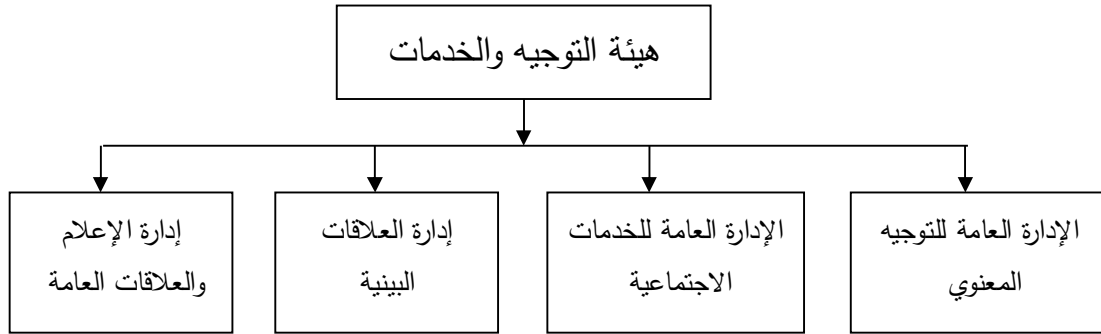 هيئة التوجيه والخدمات
الإدارة العامة للتوجيه
المعنوي
الإدارة العامة للخدمات
الاجتماعية
إدارة العلاقات
البينية
إدارة الإعلام
والعلاقات العامة